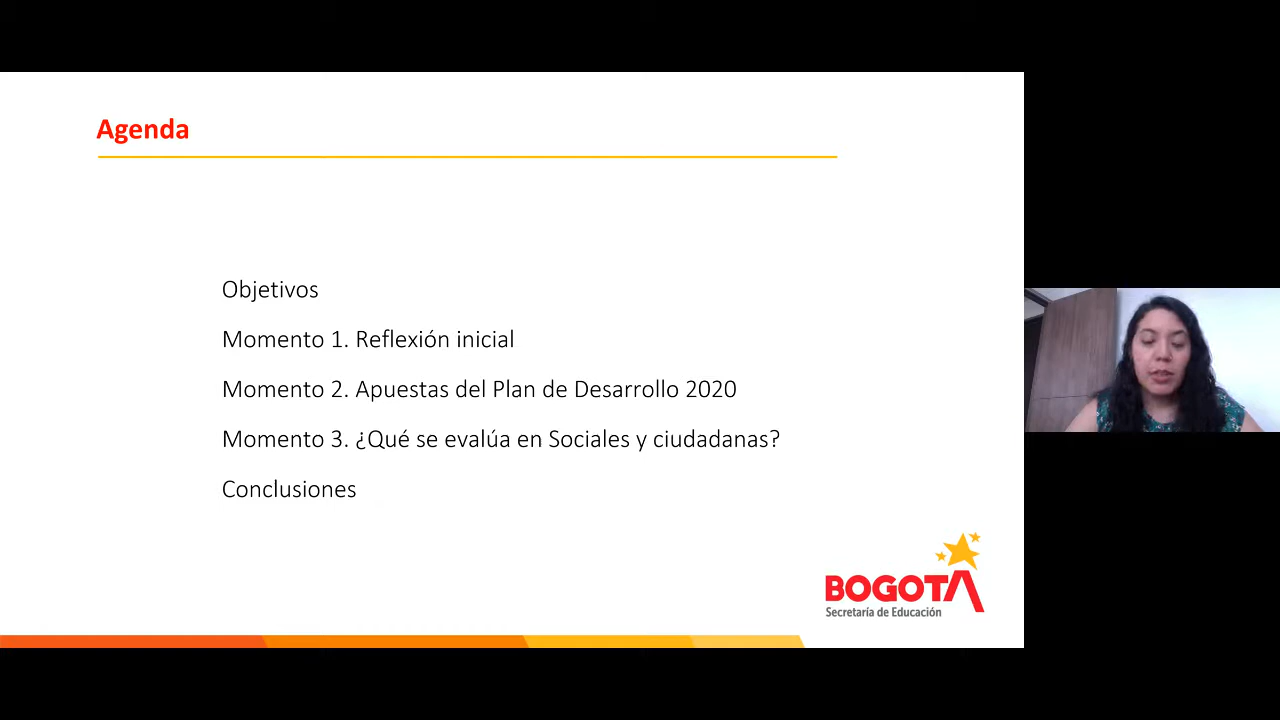 Agenda
Objetivos
Momento 1. Reflexión inicial
Momento 2. Apuestas del Plan de Desarrollo 2020
Momento 3. ¿Qué se evalúa en Sociales y ciudadanas?
Conclusiones
BOGOTA
Secretaría de Educación